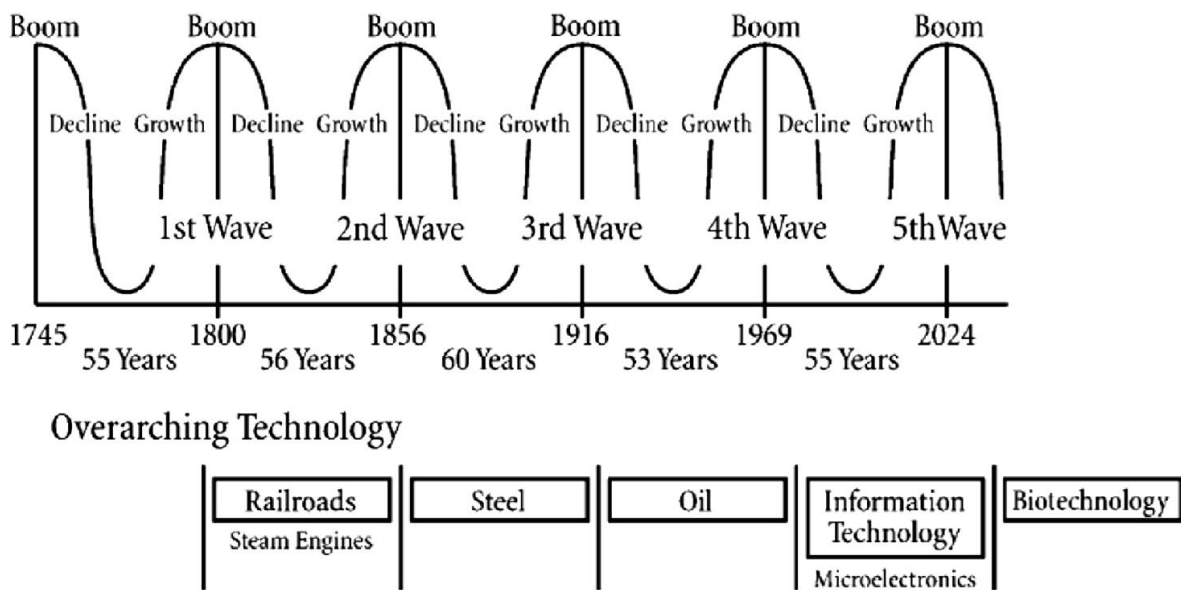 Boom Boom Boom Boom Boom Boom
Decline Growth Decline Growth Decline Growth Decline Growth Decline Growth
1st Wave 2nd Wave 3rd Wave 4th Wave 5th Wave
1745 1800 1856 1916 1969 2024
55 Years 56 Years 60 Years 53 Years 55 Years
Overarching Technology
Railroads Steel Oil Information Biotechnology
Technology
Steam Engines
Microelectronics